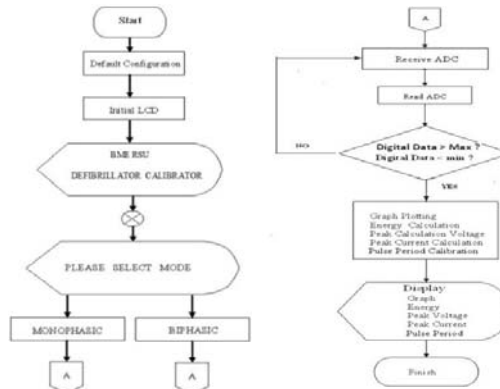 Start
Default Configuration
Initial LCD
BME RSU
DEFIBRILLATOR CALIBRATOR
PLEASE SELECT MODE
MONOPHASIC
BIPHASIC
A
A
A
Receive ADC
Read ADC
Digital Data > Max ?
Digital Data < min ?
NO
YES
Graph Plotting
Energy Calculation
Peak Calculation Voltage
Peak Current Calculation
Pulse Period Calibration
Display
Graph
Energy
Peak Voltage
Peak Current
Pulse Period
Finish